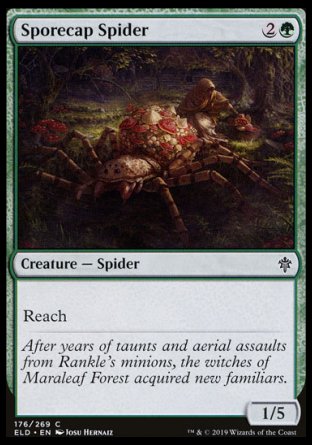 Sporecap Spider 2
Creature — Spider
Reach
After years of taunts and aerial assaults
from Rankle's minions, the witches of
Maraleaf Forest acquired new familiars.
1/5
176/269 C
ELD • EN Josu Hernaiz
™ & © 2019 Wizards of the Coast